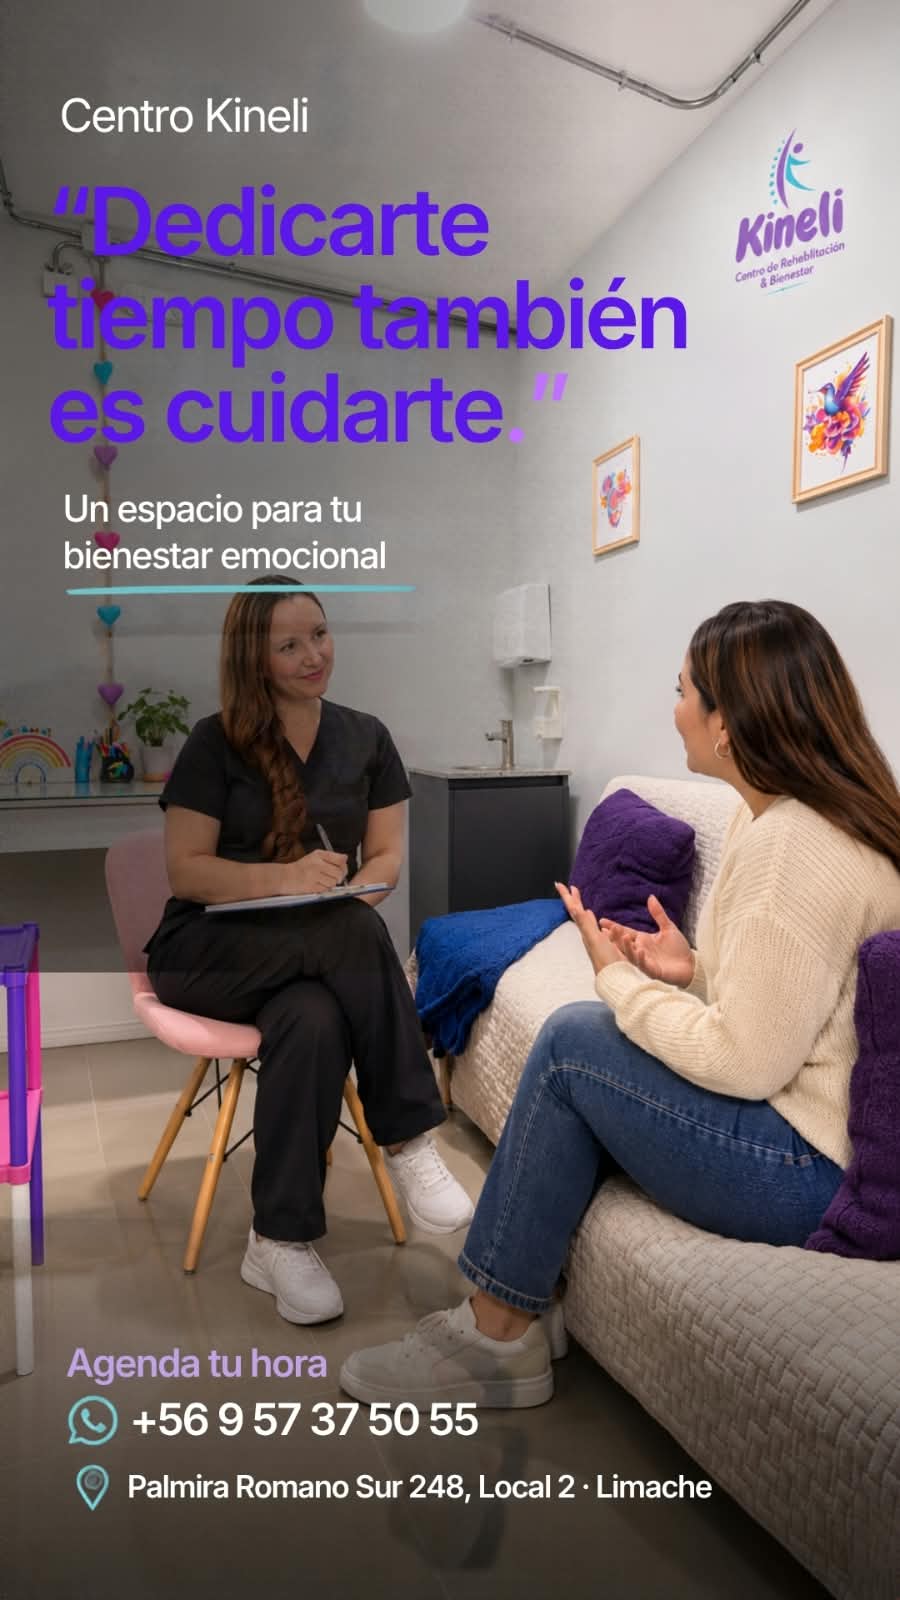 Centro Kineli
“Dedicarte
tiempo también
es cuidarte.”
Un espacio para tu
bienestar emocional
Kineli
Centro de Rehablitación
& Bienestar
Agenda tu hora
+56 9 57 37 50 55
Palmira Romano Sur 248, Local 2 · Limache